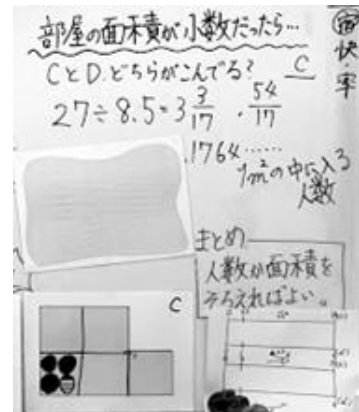 部屋の面積が小数だったら…
CとD.どちらがこんでる? C
27÷8.5=3 3/17 . 54/17
.1764……
1m²の中に入る
人数
まとめ
人数か面積を
そろえればよい。
C